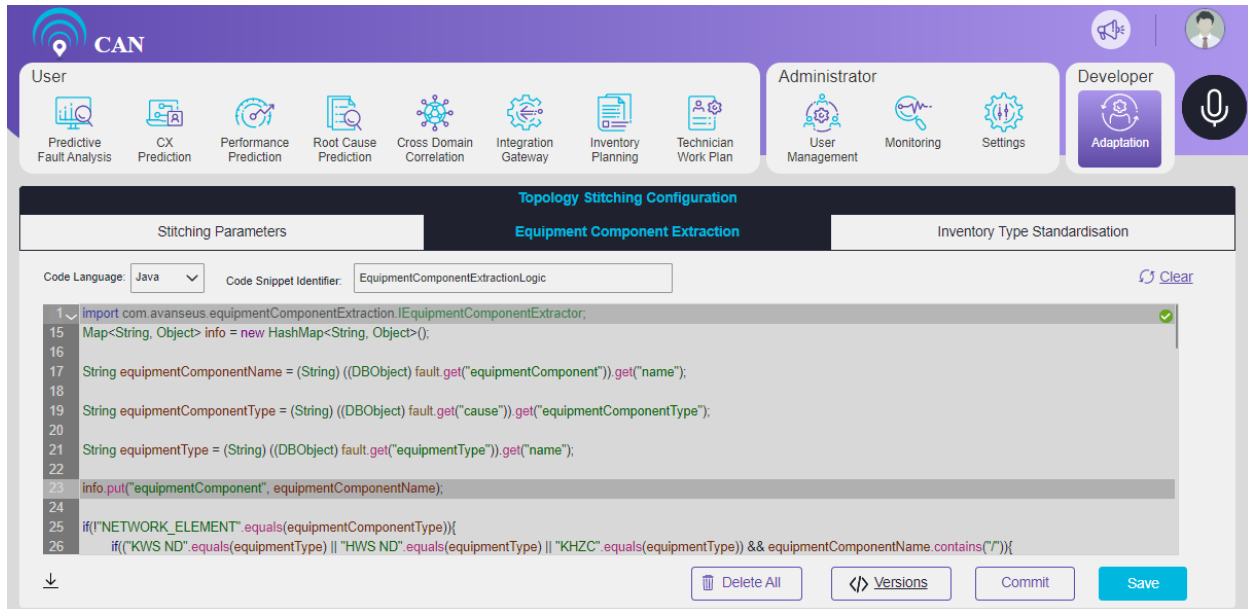 CAN
User
Administrator
Developer
Predictive
Fault Analysis
CX
Prediction
Performance
Prediction
Root Cause
Prediction
Cross Domain
Correlation
Integration
Gateway
Inventory
Planning
Technician
Work Plan
User
Management
Monitoring
Settings
Adaptation
Topology Stitching Configuration
Stitching Parameters
Equipment Component Extraction
Inventory Type Standardisation
Code Language: Java
Code Snippet Identifier: EquipmentComponentExtractionLogic
Clear
1 import com.avanseus.equipmentComponentExtraction.IEquipmentComponentExtractor;
15 Map<String, Object> info = new HashMap<String, Object>();
16
17 String equipmentComponentName = (String) ((DBObject) fault.get("equipmentComponent")).get("name");
18
19 String equipmentComponentType = (String) ((DBObject) fault.get("cause")).get("equipmentComponentType");
20
21 String equipmentType = (String) ((DBObject) fault.get("equipmentType")).get("name");
22
23 info.put("equipmentComponent", equipmentComponentName);
24
25 if(!"NETWORK_ELEMENT".equals(equipmentComponentType)){
26 if(("KWS ND".equals(equipmentType) || "HWS ND".equals(equipmentType) || "KHZC".equals(equipmentType)) && equipmentComponentName.contains("/")){
Delete All
</> Versions
Commit
Save